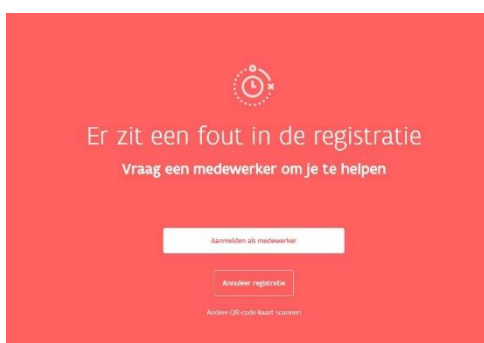 Er zit een fout in de registratie
Vraag een medewerker om je te helpen
Aanmelden als medewerker
Annuleer registratie
Andere QR-code kaart scannen